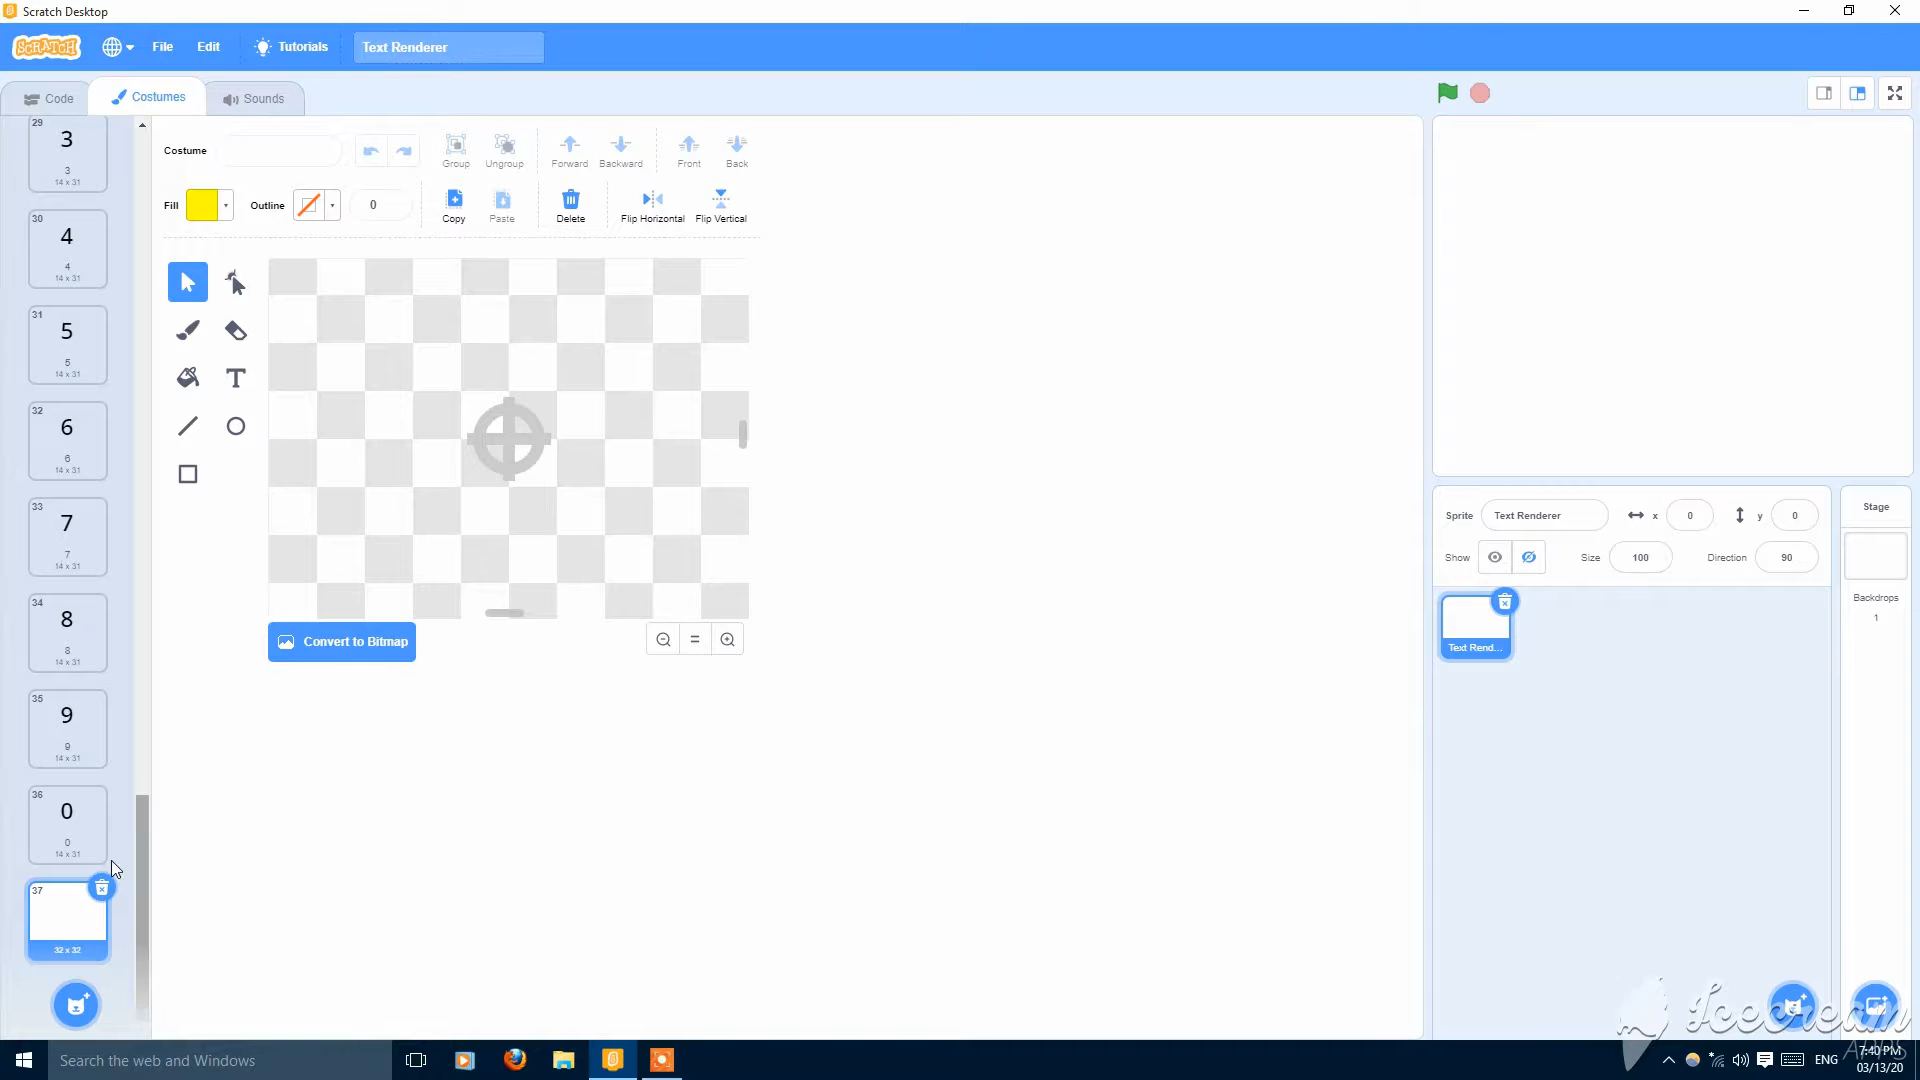 Scratch Desktop
SCRATCH
File
Edit
Tutorials
Text Renderer
Code
Costumes
Sounds
29
3
3
14 x 31
30
4
4
14 x 31
31
5
5
14 x 31
32
6
6
14 x 31
33
7
7
14 x 31
34
8
8
14 x 31
35
9
9
14 x 31
36
0
0
14 x 31
37
32 x 32
Costume
Group
Ungroup
Forward
Backward
Front
Back
Fill
Outline
0
Copy
Paste
Delete
Flip Horizontal
Flip Vertical
T
Convert to Bitmap
Sprite
Text Renderer
x
0
y
0
Show
Size
100
Direction
90
Text Rend...
Stage
Backdrops
1
Icecream
APPS
Search the web and Windows
ENG
7:40 PM
03/13/20